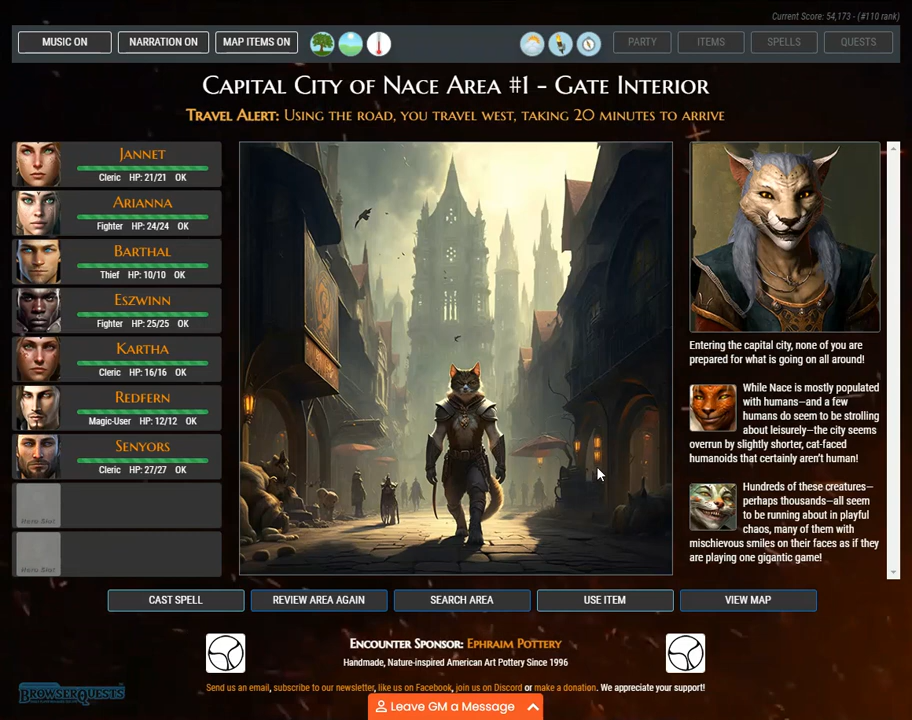 Current Score: 54,173 - (#110 rank)
MUSIC ON
NARRATION ON
MAP ITEMS ON
PARTY
ITEMS
SPELLS
QUESTS
Capital City of Nace Area #1 - Gate Interior
Travel Alert: Using the road, you travel west, taking 20 minutes to arrive
Jannet
Cleric HP: 21/21 OK
Arianna
Fighter HP: 24/24 OK
Barthal
Thief HP: 10/10 OK
Eszwinn
Fighter HP: 25/25 OK
Kartha
Cleric HP: 16/16 OK
Redfern
Magic-User HP: 12/12 OK
Senyors
Cleric HP: 27/27 OK
Hero Shot
Hero Shot
Entering the capital city, none of you are
prepared for what is going on all around!
While Nace is mostly populated
with humans—and a few
humans do seem to be strolling
about leisurely—the city seems
overrun by slightly shorter, cat-faced
humanoids that certainly aren't human!
Hundreds of these creatures—
perhaps thousands—all seem
to be running about in playful
chaos, many of them with
mischievous smiles on their faces as if they
are playing one gigantic game!
CAST SPELL
REVIEW AREA AGAIN
SEARCH AREA
USE ITEM
VIEW MAP
Encounter Sponsor: Ephraim Pottery
Handmade, Nature-inspired American Art Pottery Since 1996
BrowserQuests
Send us an email, subscribe to our newsletter, like us on Facebook, join us on Discord or make a donation. We appreciate your support!
Leave GM a Message